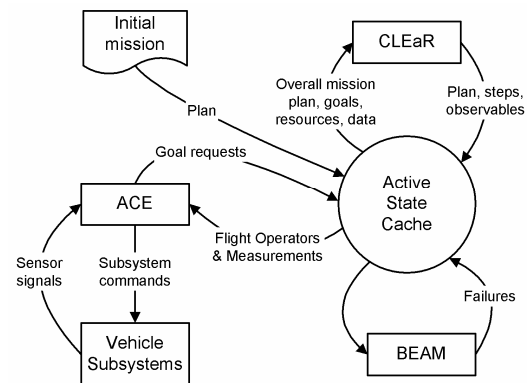 Initial
mission
CLEaR
Overall mission
plan, goals,
resources, data
Plan, steps,
observables
Plan
Goal requests
Active
State
Cache
ACE
Flight Operators
& Measurements
Sensor
signals
Subsystem
commands
Failures
Vehicle
Subsystems
BEAM